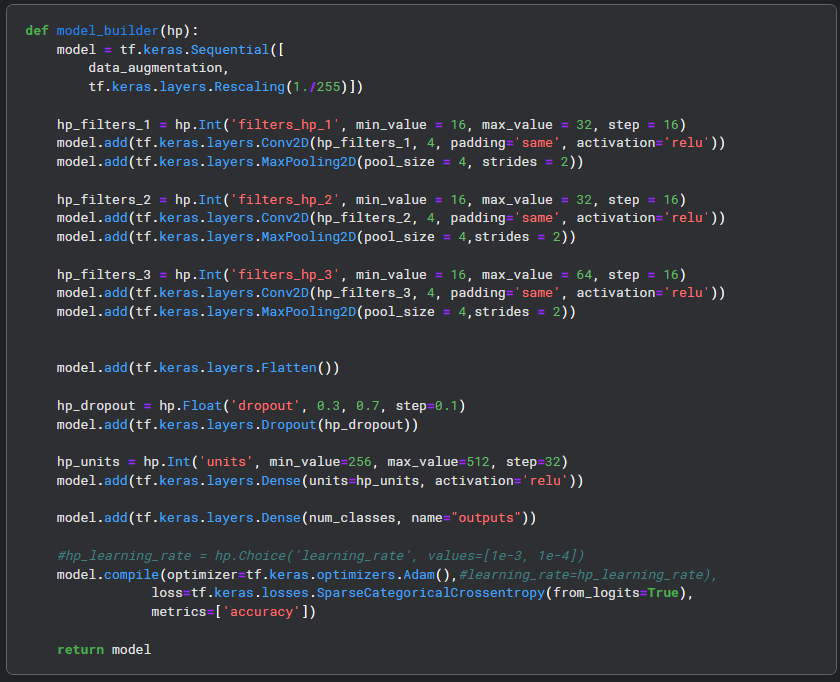 def model_builder(hp):
    model = tf.keras.Sequential([
        data_augmentation,
        tf.keras.layers.Rescaling(1./255)])

    hp_filters_1 = hp.Int('filters_hp_1', min_value = 16, max_value = 32, step = 16)
    model.add(tf.keras.layers.Conv2D(hp_filters_1, 4, padding='same', activation='relu'))
    model.add(tf.keras.layers.MaxPooling2D(pool_size = 4, strides = 2))

    hp_filters_2 = hp.Int('filters_hp_2', min_value = 16, max_value = 32, step = 16)
    model.add(tf.keras.layers.Conv2D(hp_filters_2, 4, padding='same', activation='relu'))
    model.add(tf.keras.layers.MaxPooling2D(pool_size = 4,strides = 2))

    hp_filters_3 = hp.Int('filters_hp_3', min_value = 16, max_value = 64, step = 16)
    model.add(tf.keras.layers.Conv2D(hp_filters_3, 4, padding='same', activation='relu'))
    model.add(tf.keras.layers.MaxPooling2D(pool_size = 4,strides = 2))


    model.add(tf.keras.layers.Flatten())

    hp_dropout = hp.Float('dropout', 0.3, 0.7, step=0.1)
    model.add(tf.keras.layers.Dropout(hp_dropout))

    hp_units = hp.Int('units', min_value=256, max_value=512, step=32)
    model.add(tf.keras.layers.Dense(units=hp_units, activation='relu'))

    model.add(tf.keras.layers.Dense(num_classes, name="outputs"))

    #hp_learning_rate = hp.Choice('learning_rate', values=[1e-3, 1e-4])
    model.compile(optimizer=tf.keras.optimizers.Adam(),#learning_rate=hp_learning_rate),
                loss=tf.keras.losses.SparseCategoricalCrossentropy(from_logits=True),
                metrics=['accuracy'])

    return model